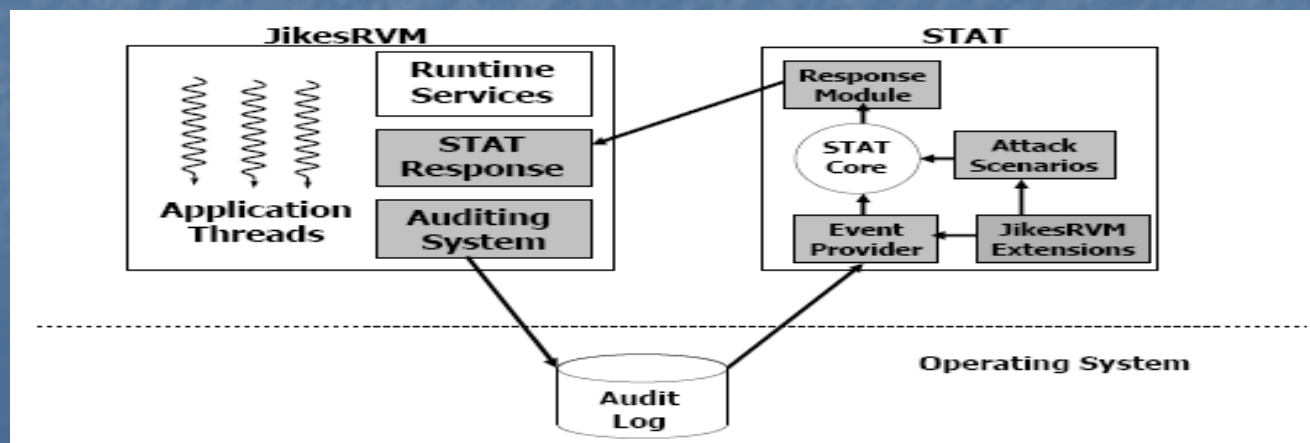 JikesRVM
Runtime
Services
STAT
Response
Auditing
System
Application
Threads
STAT
Response
Module
STAT
Core
Attack
Scenarios
Event
Provider
JikesRVM
Extensions
Operating System
Audit
Log